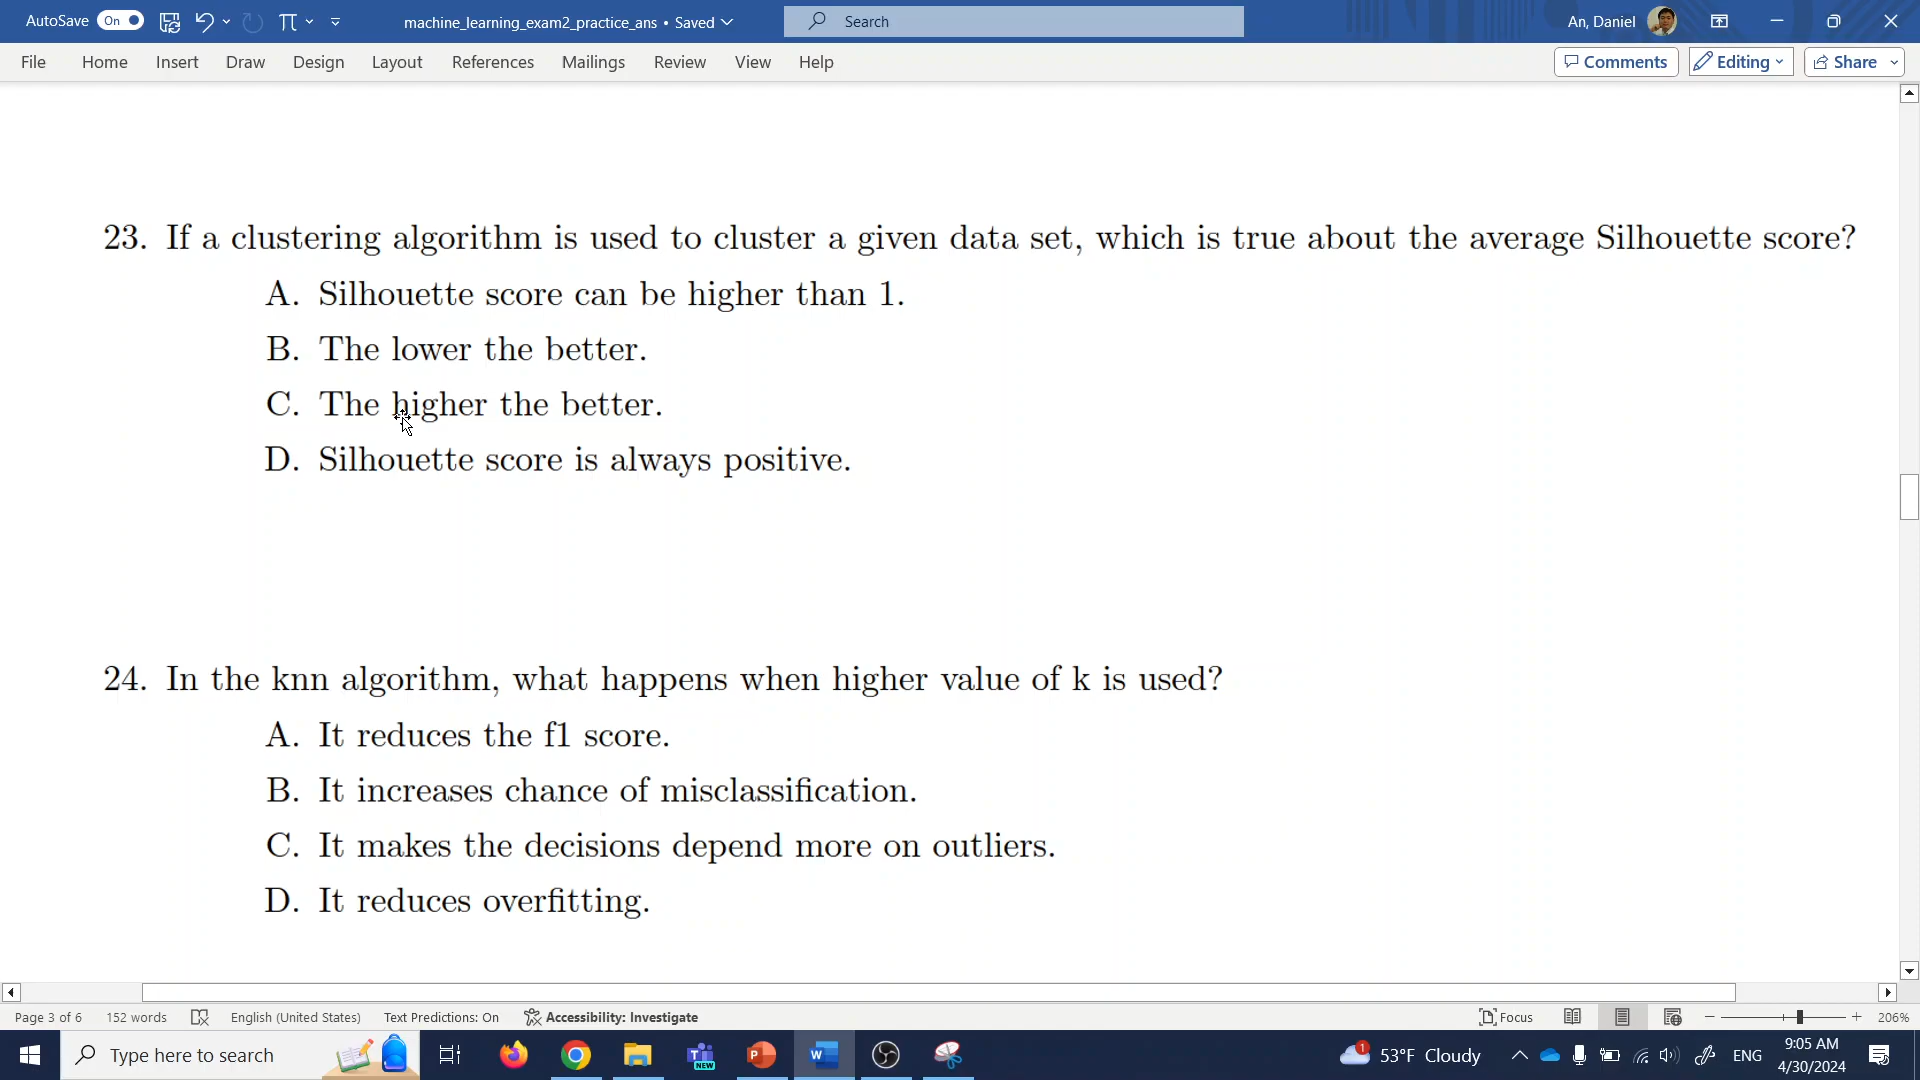 AutoSave On machine_learning_exam2_practice_ans • Saved Search An, Daniel
File Home Insert Draw Design Layout References Mailings Review View Help Comments Editing Share
23. If a clustering algorithm is used to cluster a given data set, which is true about the average Silhouette score?
A. Silhouette score can be higher than 1.
B. The lower the better.
C. The higher the better.
D. Silhouette score is always positive.
24. In the knn algorithm, what happens when higher value of k is used?
A. It reduces the f1 score.
B. It increases chance of misclassification.
C. It makes the decisions depend more on outliers.
D. It reduces overfitting.
Page 3 of 6 152 words English (United States) Text Predictions: On Accessibility: Investigate Focus 206%
Type here to search NEW 1 53°F Cloudy ENG 9:05 AM
4/30/2024